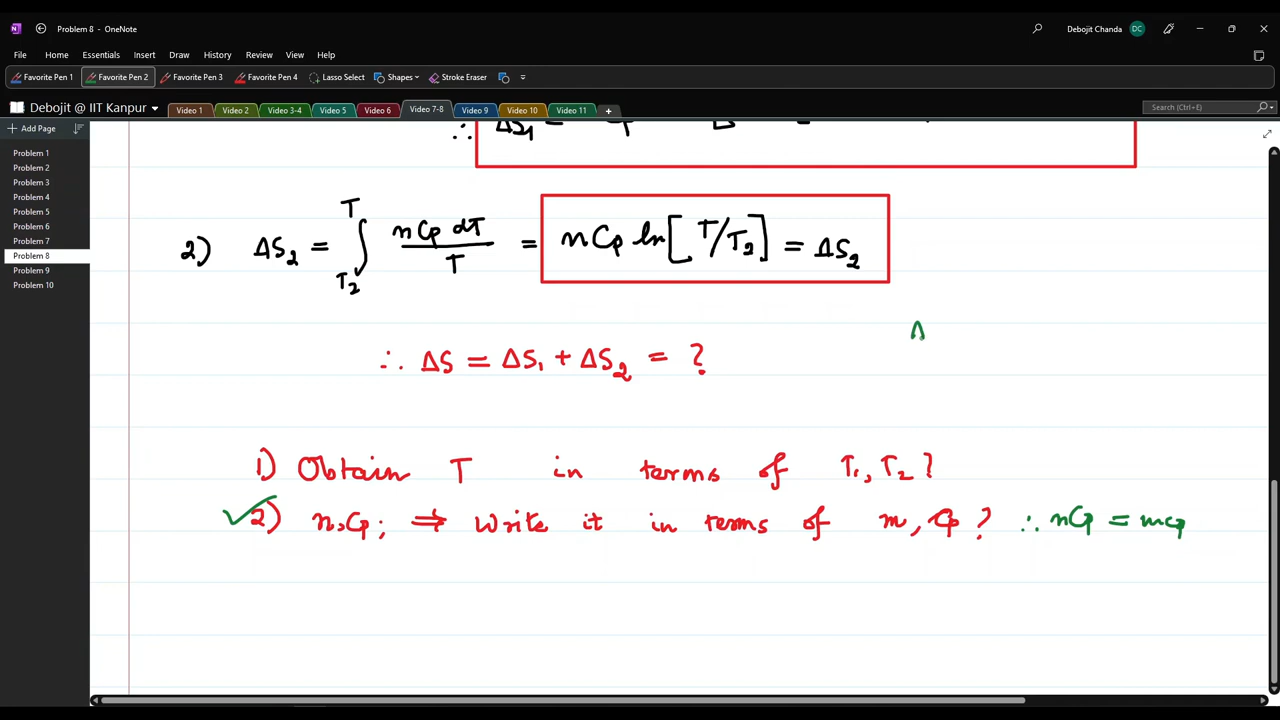 Problem 8 - OneNote
Debojit Chanda DC
File Home Essentials Insert Draw History Review View Help
Favorite Pen 1 Favorite Pen 2 Favorite Pen 3 Favorite Pen 4 Lasso Select Shapes Stroke Eraser
Debojit @ IIT Kanpur Video 1 Video 2 Video 3-4 Video 5 Video 6 Video 7-8 Video 9 Video 10 Video 11 +
Search (Ctrl+E)
Add Page
Problem 1
Problem 2
Problem 3
Problem 4
Problem 5
Problem 6
Problem 7
Problem 8
Problem 9
Problem 10
∴ ΔS₁ =
2) ΔS₂ = ∫_{T₂}^{T} nCp dT / T = nCp ln[T/T₂] = ΔS₂
∴ ΔS = ΔS₁ + ΔS₂ = ?
1) Obtain T in terms of T₁, T₂?
2) n,Cp; ⇒ Write it in terms of m, Cp? ∴ nCp = mcp